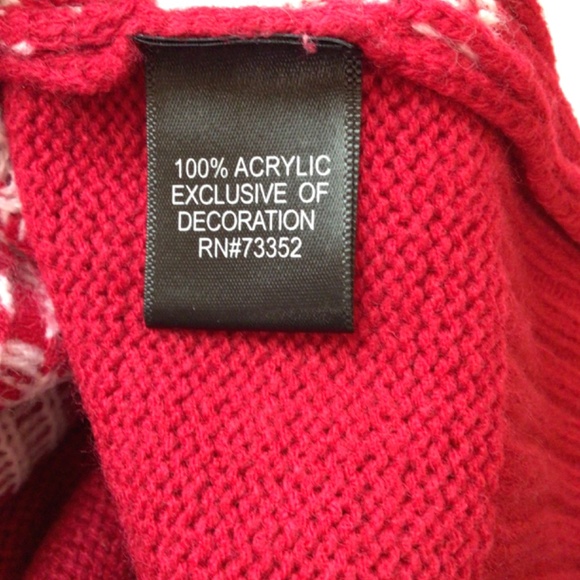 100% ACRYLIC
EXCLUSIVE OF
DECORATION
RN#73352